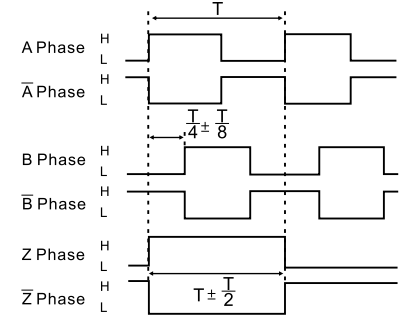 T
A Phase H
L
A̅ Phase H
L
T/4 ± T/8
B Phase H
L
B̅ Phase H
L
Z Phase H
L
T ± T/2
Z̅ Phase H
L